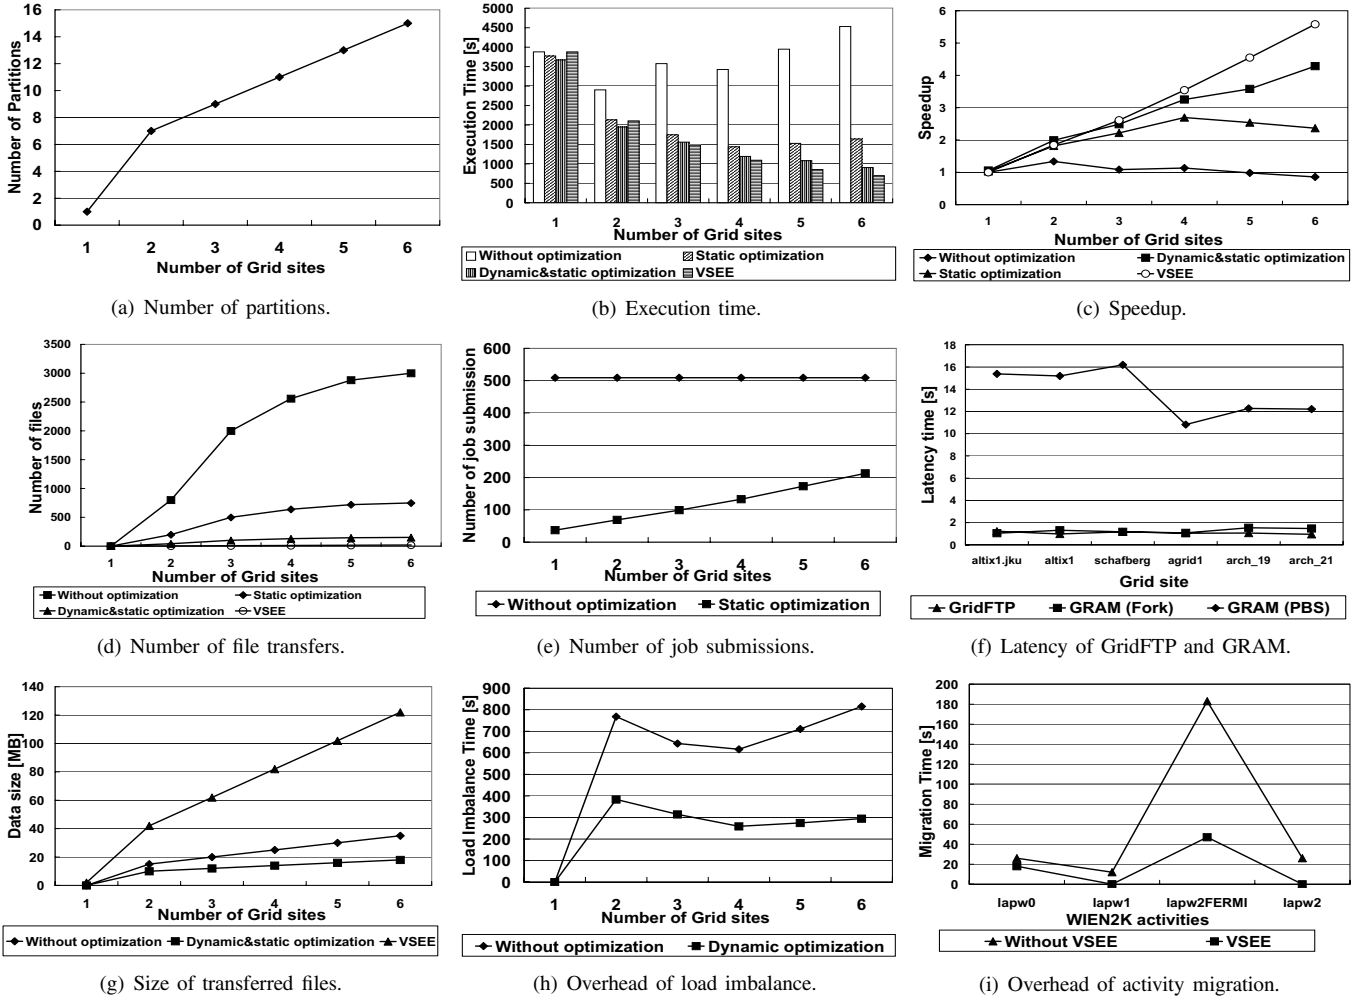 Number of Partitions
16
14
12
10
8
6
4
2
0
1 2 3 4 5 6
Number of Grid sites
(a) Number of partitions.
Execution Time [s]
5000
4500
4000
3500
3000
2500
2000
1500
1000
500
0
1 2 3 4 5 6
Number of Grid sites
Without optimization Static optimization
Dynamic&static optimization VSEE
(b) Execution time.
Speedup
6
5
4
3
2
1
0
1 2 3 4 5 6
Number of Grid sites
Without optimization Dynamic&static optimization
Static optimization VSEE
(c) Speedup.
Number of files
3500
3000
2500
2000
1500
1000
500
0
1 2 3 4 5 6
Number of Grid sites
Without optimization Static optimization
Dynamic&static optimization VSEE
(d) Number of file transfers.
Number of job submission
600
500
400
300
200
100
0
1 2 3 4 5 6
Number of Grid sites
Without optimization Static optimization
(e) Number of job submissions.
Latency time [s]
18
16
14
12
10
8
6
4
2
0
altix1.jku altix1 schafberg agrid1 arch_19 arch_21
Grid site
GridFTP GRAM (Fork) GRAM (PBS)
(f) Latency of GridFTP and GRAM.
Data size [MB]
140
120
100
80
60
40
20
0
1 2 3 4 5 6
Number of Grid sites
Without optimization Dynamic&static optimization VSEE
(g) Size of transferred files.
Load Imbalance Time [s]
900
800
700
600
500
400
300
200
100
0
1 2 3 4 5 6
Number of Grid sites
Without optimization Dynamic optimization
(h) Overhead of load imbalance.
Migration Time [s]
200
180
160
140
120
100
80
60
40
20
0
lapw0 lapw1 lapw2FERMI lapw2
WIEN2K activities
Without VSEE VSEE
(i) Overhead of activity migration.